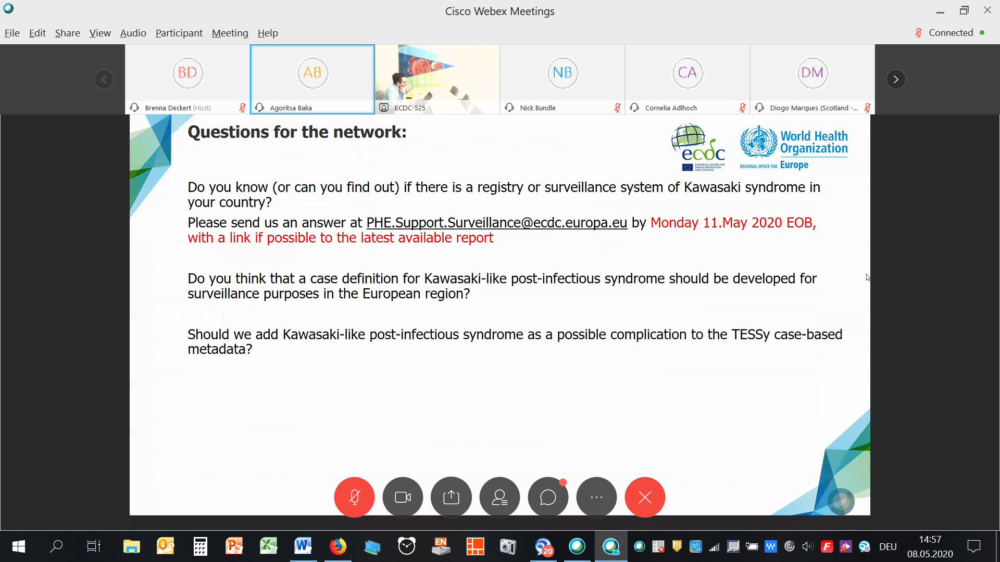 Cisco Webex Meetings
File Edit Share View Audio Participant Meeting Help
Connected
BD
AB
NB
CA
DM
Brenna Deckert (Host)
Agoritsa Baka
ECDC-525
Nick Bundle
Cornelia Adlhoch
Diogo Marques (Scotland -...
Questions for the network:
ecdc
EUROPEAN CENTRE FOR
DISEASE PREVENTION
AND CONTROL
World Health
Organization
REGIONAL OFFICE FOR Europe
Do you know (or can you find out) if there is a registry or surveillance system of Kawasaki syndrome in
your country?
Please send us an answer at PHE.Support.Surveillance@ecdc.europa.eu by Monday 11.May 2020 EOB,
with a link if possible to the latest available report
Do you think that a case definition for Kawasaki-like post-infectious syndrome should be developed for
surveillance purposes in the European region?
Should we add Kawasaki-like post-infectious syndrome as a possible complication to the TESSy case-based
metadata?
EN
20
DEU
14:57
08.05.2020